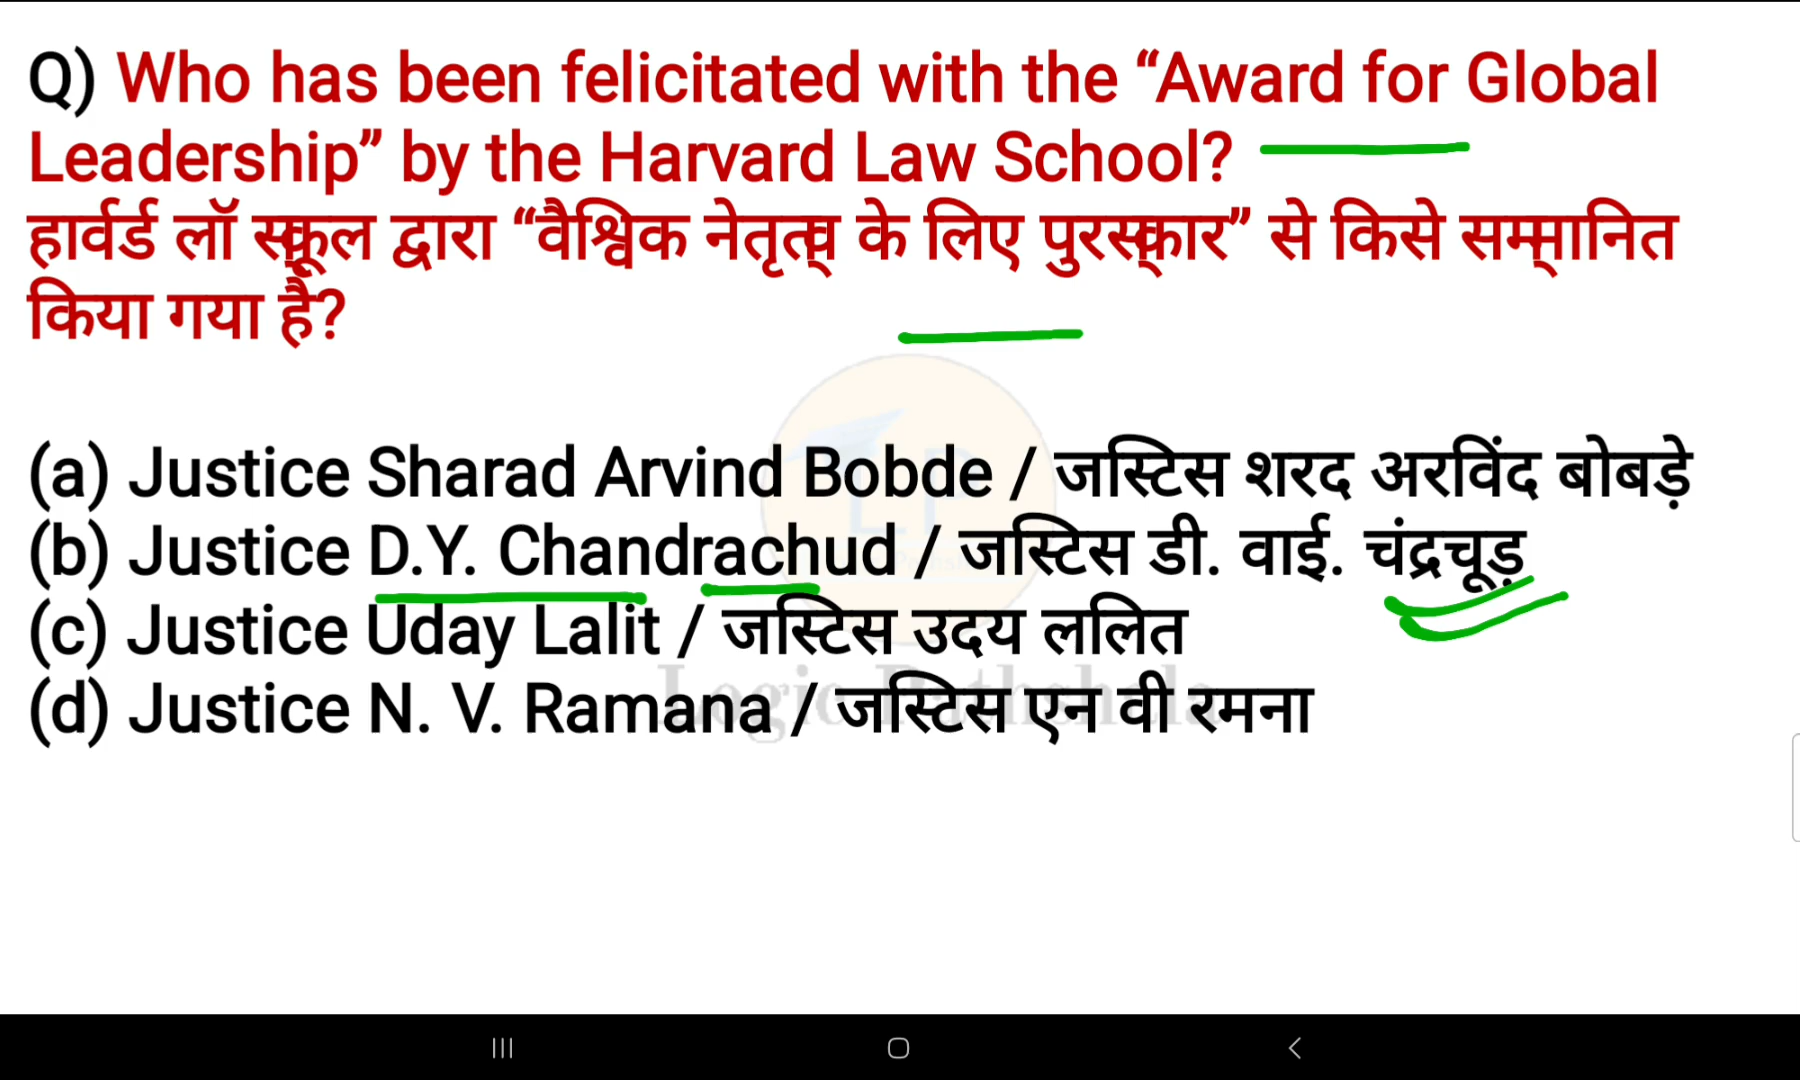 Q) Who has been felicitated with the “Award for Global
Leadership” by the Harvard Law School?
हार्वर्ड लॉ स्कूल द्वारा “वैश्विक नेतृत्व के लिए पुरस्कार” से किसे सम्मानित
किया गया है?
(a) Justice Sharad Arvind Bobde / जस्टिस शरद अरविंद बोबड़े
(b) Justice D.Y. Chandrachud / जस्टिस डी. वाई. चंद्रचूड़
(c) Justice Uday Lalit / जस्टिस उदय ललित
(d) Justice N. V. Ramana / जस्टिस एन वी रमना
Logic Pathshala